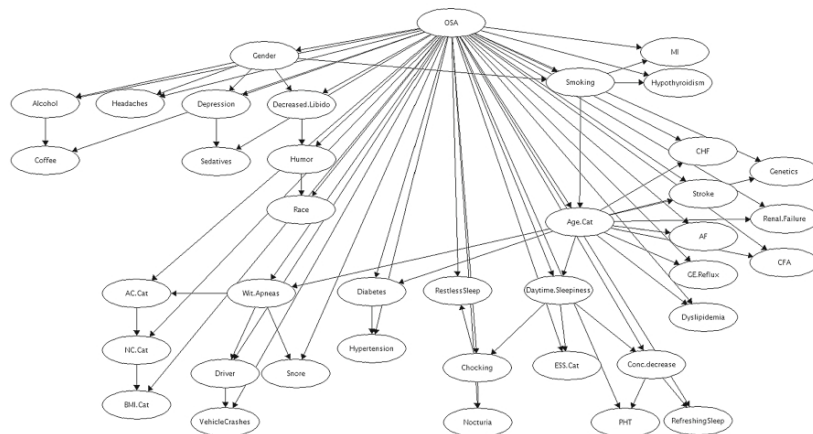 OSA
Gender
MI
Smoking
Hypothyroidism
Alcohol
Headaches
Depression
Decreased.Libido
Coffee
Sedatives
Humor
CHF
Genetics
Stroke
Race
Age.Cat
Renal.Failure
AF
CFA
GE.Reflux
AC.Cat
Wit.Apneas
Diabetes
RestlessSleep
Daytime.Sleepiness
Dyslipidemia
NC.Cat
Hypertension
Driver
Snore
Chocking
ESS.Cat
Conc.decrease
BMI.Cat
VehicleCrashes
Nocturia
PHT
RefreshingSleep